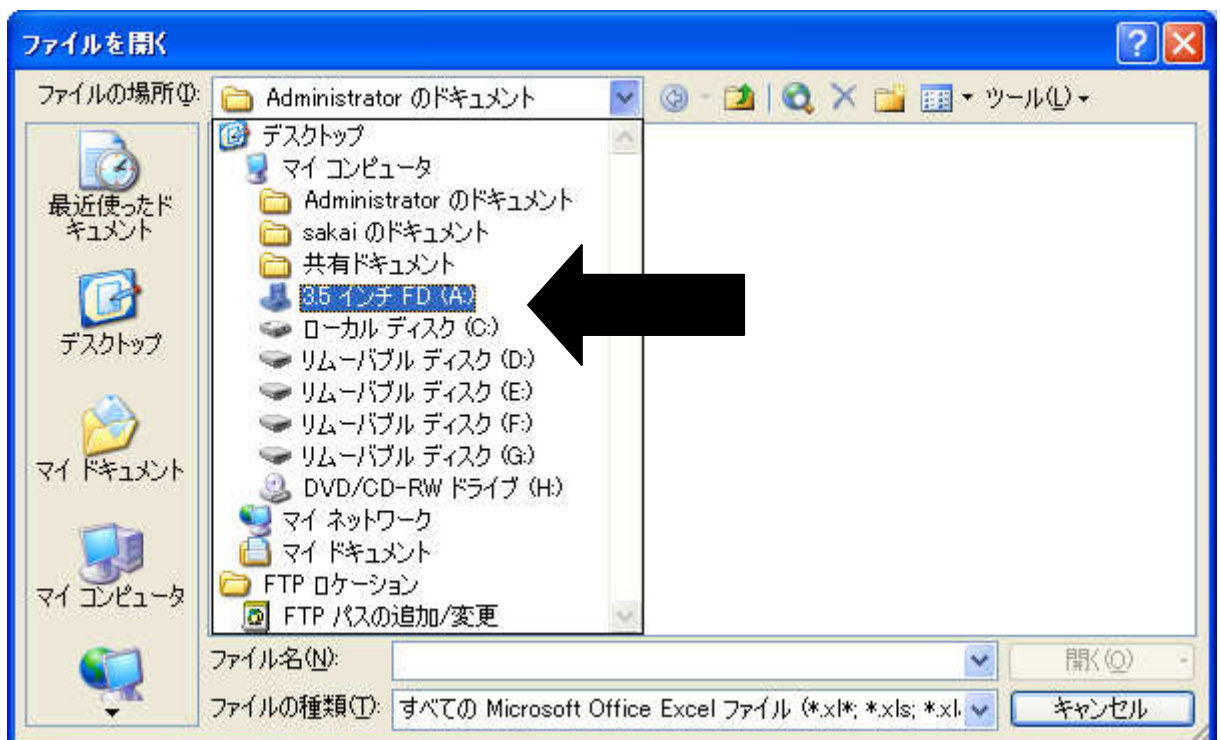 ファイルを開く
ファイルの場所(I):
Administrator のドキュメント
ツール(L)
デスクトップ
マイ コンピュータ
Administrator のドキュメント
sakai のドキュメント
共有ドキュメント
3.5 インチ FD (A:)
ローカル ディスク (C:)
リムーバブル ディスク (D:)
リムーバブル ディスク (E:)
リムーバブル ディスク (F:)
リムーバブル ディスク (G:)
DVD/CD-RW ドライブ (H:)
マイ ネットワーク
マイ ドキュメント
FTP ロケーション
FTP パスの追加/変更
最近使ったド
キュメント
デスクトップ
マイ ドキュメント
マイ コンピュータ
ファイル名(N):
開く(O)
ファイルの種類(T):
すべての Microsoft Office Excel ファイル (*.xl*; *.xls; *.xl
キャンセル